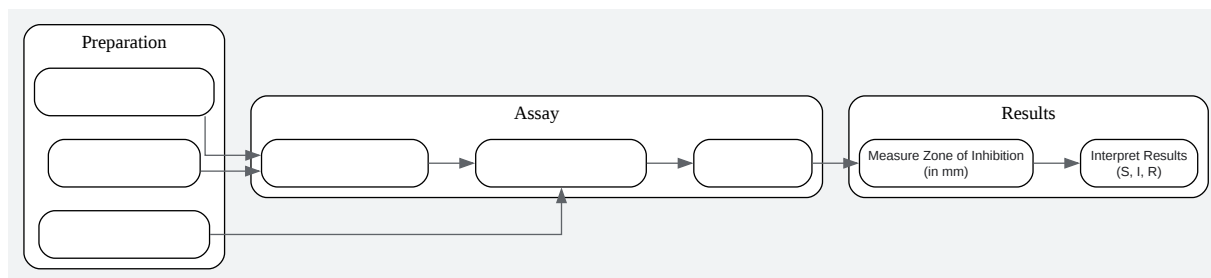 Preparation
Assay
Results
Measure Zone of Inhibition
(in mm)
Interpret Results
(S, I, R)